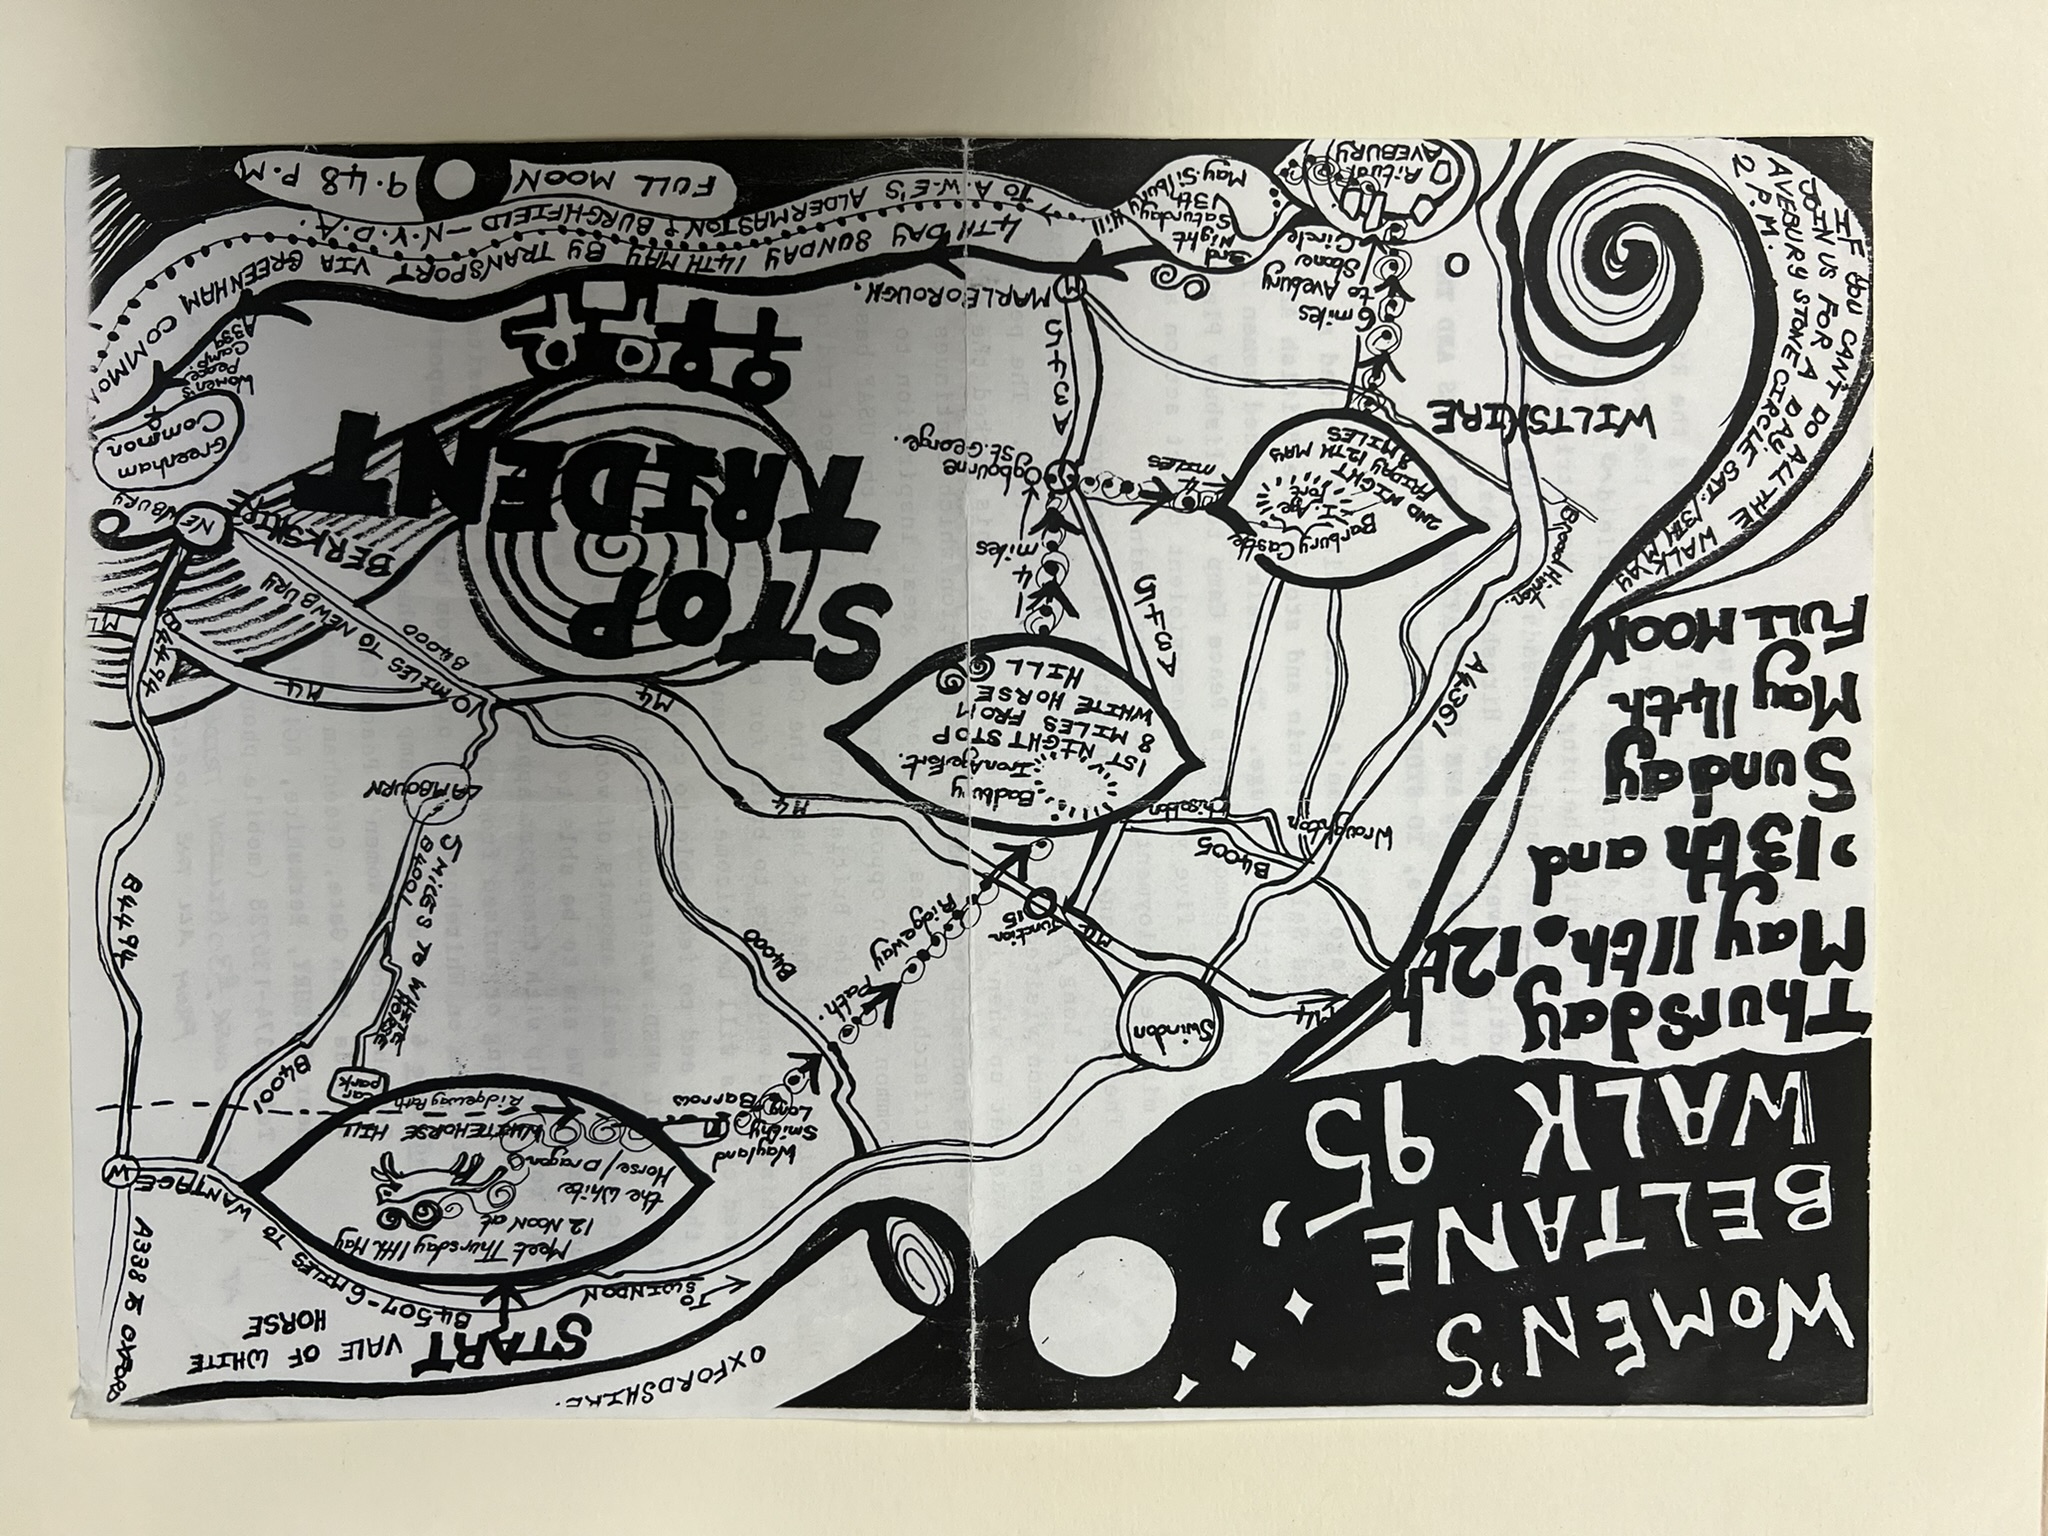 WOMEN'S
BELTANE
WALK 95'
Thursday
May 11th. 12th
, 13th and
Sunday
May 14th
FULL MOON
IF YOU CAN'T DO ALL THE WALK
JOIN US FOR A DAY.
AVEBURY STONE CIRCLE SAT. 13TH MAY
2 P.M.
OXFORDSHIRE.
START
VALE OF WHITE
HORSE
B4507-6 MILES TO WANTAGE
← TO
SWINDON
A338 TO OXFORD
W
Meet Thursday 11th May
12 NOON at
the White
Horse/Dragon
WHITEHORSE HILL
Ridgeway Path
Car
park
Wayland
Smithy
Long
Barrow
B4001
5 MILES TO WHITE
HORSE
B4001
B4494
LAMBOURN
Ridgeway Path.
B4000
Swindon
M4
M4
Junction
15
B4005
Wroughton
Chiseldon
M4
Badbury
Iron Age Fort.
1ST NIGHT STOP
8 MILES FROM
WHITE HORSE
HILL
A4361
A345
14
miles
M4
M4
10 MILES TO NEWBURY
B4000
B4494
M4
STOP
TRIDENT
BERKSHIRE
NEWBURY
Broad Hinton.
Barbury Castle
I. Age
Fort
2ND NIGHT
FRIDAY 12TH MAY
8 MILES
4
MILES
Ogbourne
St. George.
WILTSHIRE
A345
Greenham
Common
Women's
Peace
Camp.
A339
6 miles
to Avebury
Stone
Circle
M
MARLBOROUGH.
3rd
Night
Saturday
13th
May. Silbury Hill
Ritual
AVEBURY
4TH DAY SUNDAY 14TH MAY BY TRANSPORT VIA GREENHAM COMMON
TO A.W.E'S ALDERMASTON & BURGHFIELD - N.V.D.A.
FULL MOON 9.48 P.M